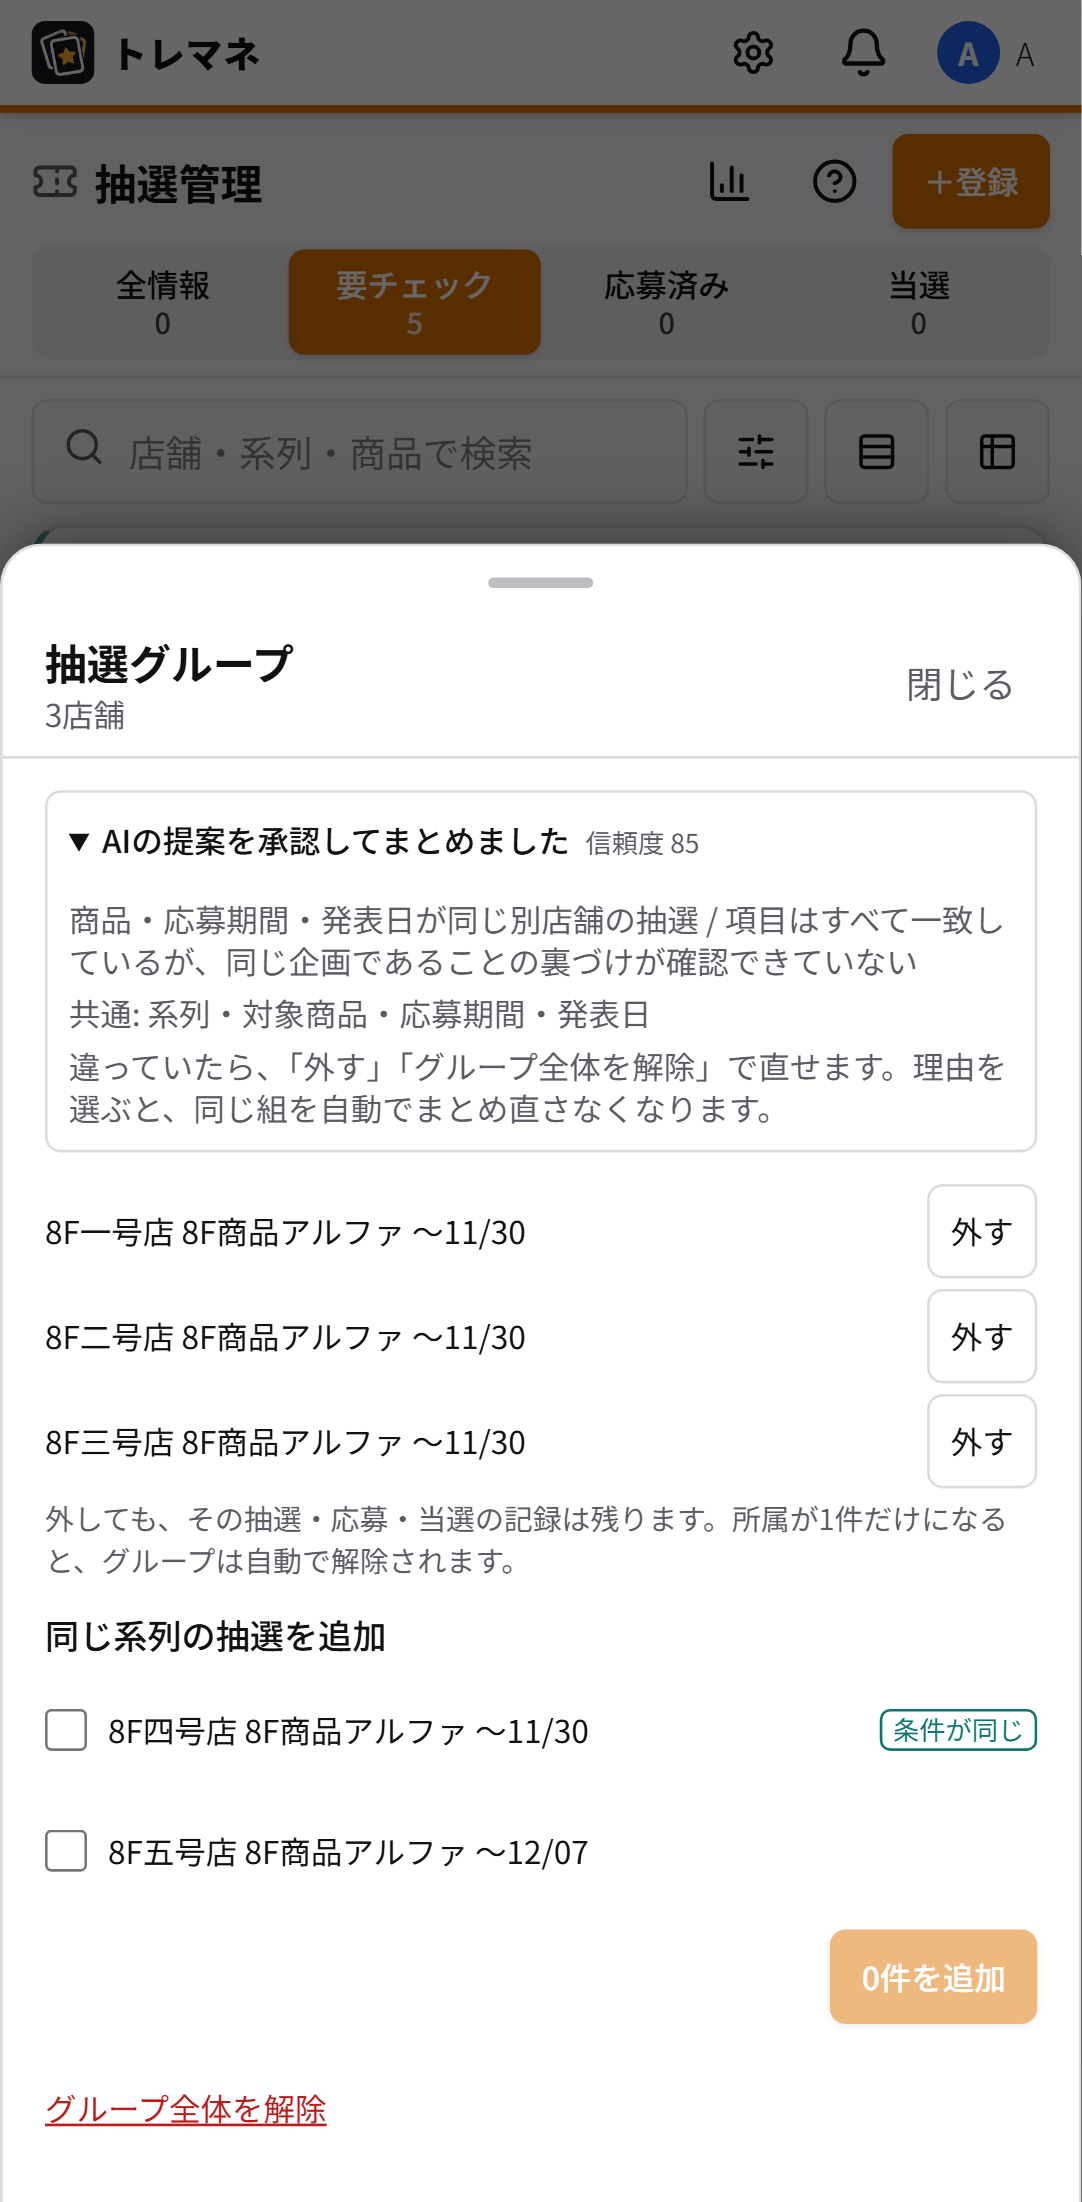 トレマネ
A A
抽選管理
+登録
全情報 要チェック 応募済み 当選
0 5 0 0
店舗・系列・商品で検索
抽選グループ
3店舗
閉じる
▼ AIの提案を承認してまとめました 信頼度 85
商品・応募期間・発表日が同じ別店舗の抽選 / 項目はすべて一致し
ているが、同じ企画であることの裏づけが確認できていない
共通: 系列・対象商品・応募期間・発表日
違っていたら、「外す」「グループ全体を解除」で直せます。理由を
選ぶと、同じ組を自動でまとめ直さなくなります。
8F一号店 8F商品アルファ 〜11/30 外す
8F二号店 8F商品アルファ 〜11/30 外す
8F三号店 8F商品アルファ 〜11/30 外す
外しても、その抽選・応募・当選の記録は残ります。所属が1件だけになる
と、グループは自動で解除されます。
同じ系列の抽選を追加
8F四号店 8F商品アルファ 〜11/30 条件が同じ
8F五号店 8F商品アルファ 〜12/07
0件を追加
グループ全体を解除